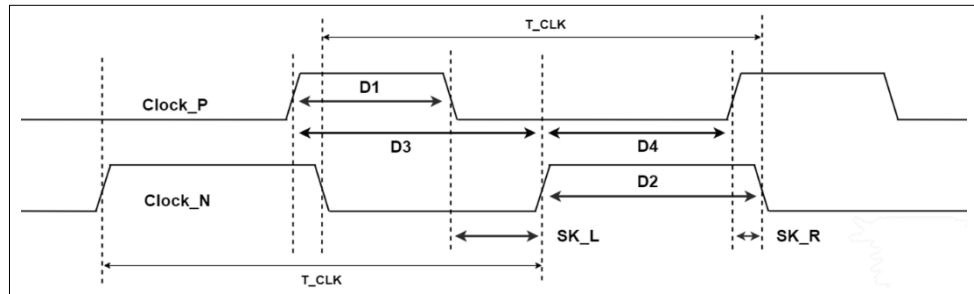 T_CLK
D1
Clock_P
D3
D4
D2
Clock_N
SK_L
SK_R
T_CLK